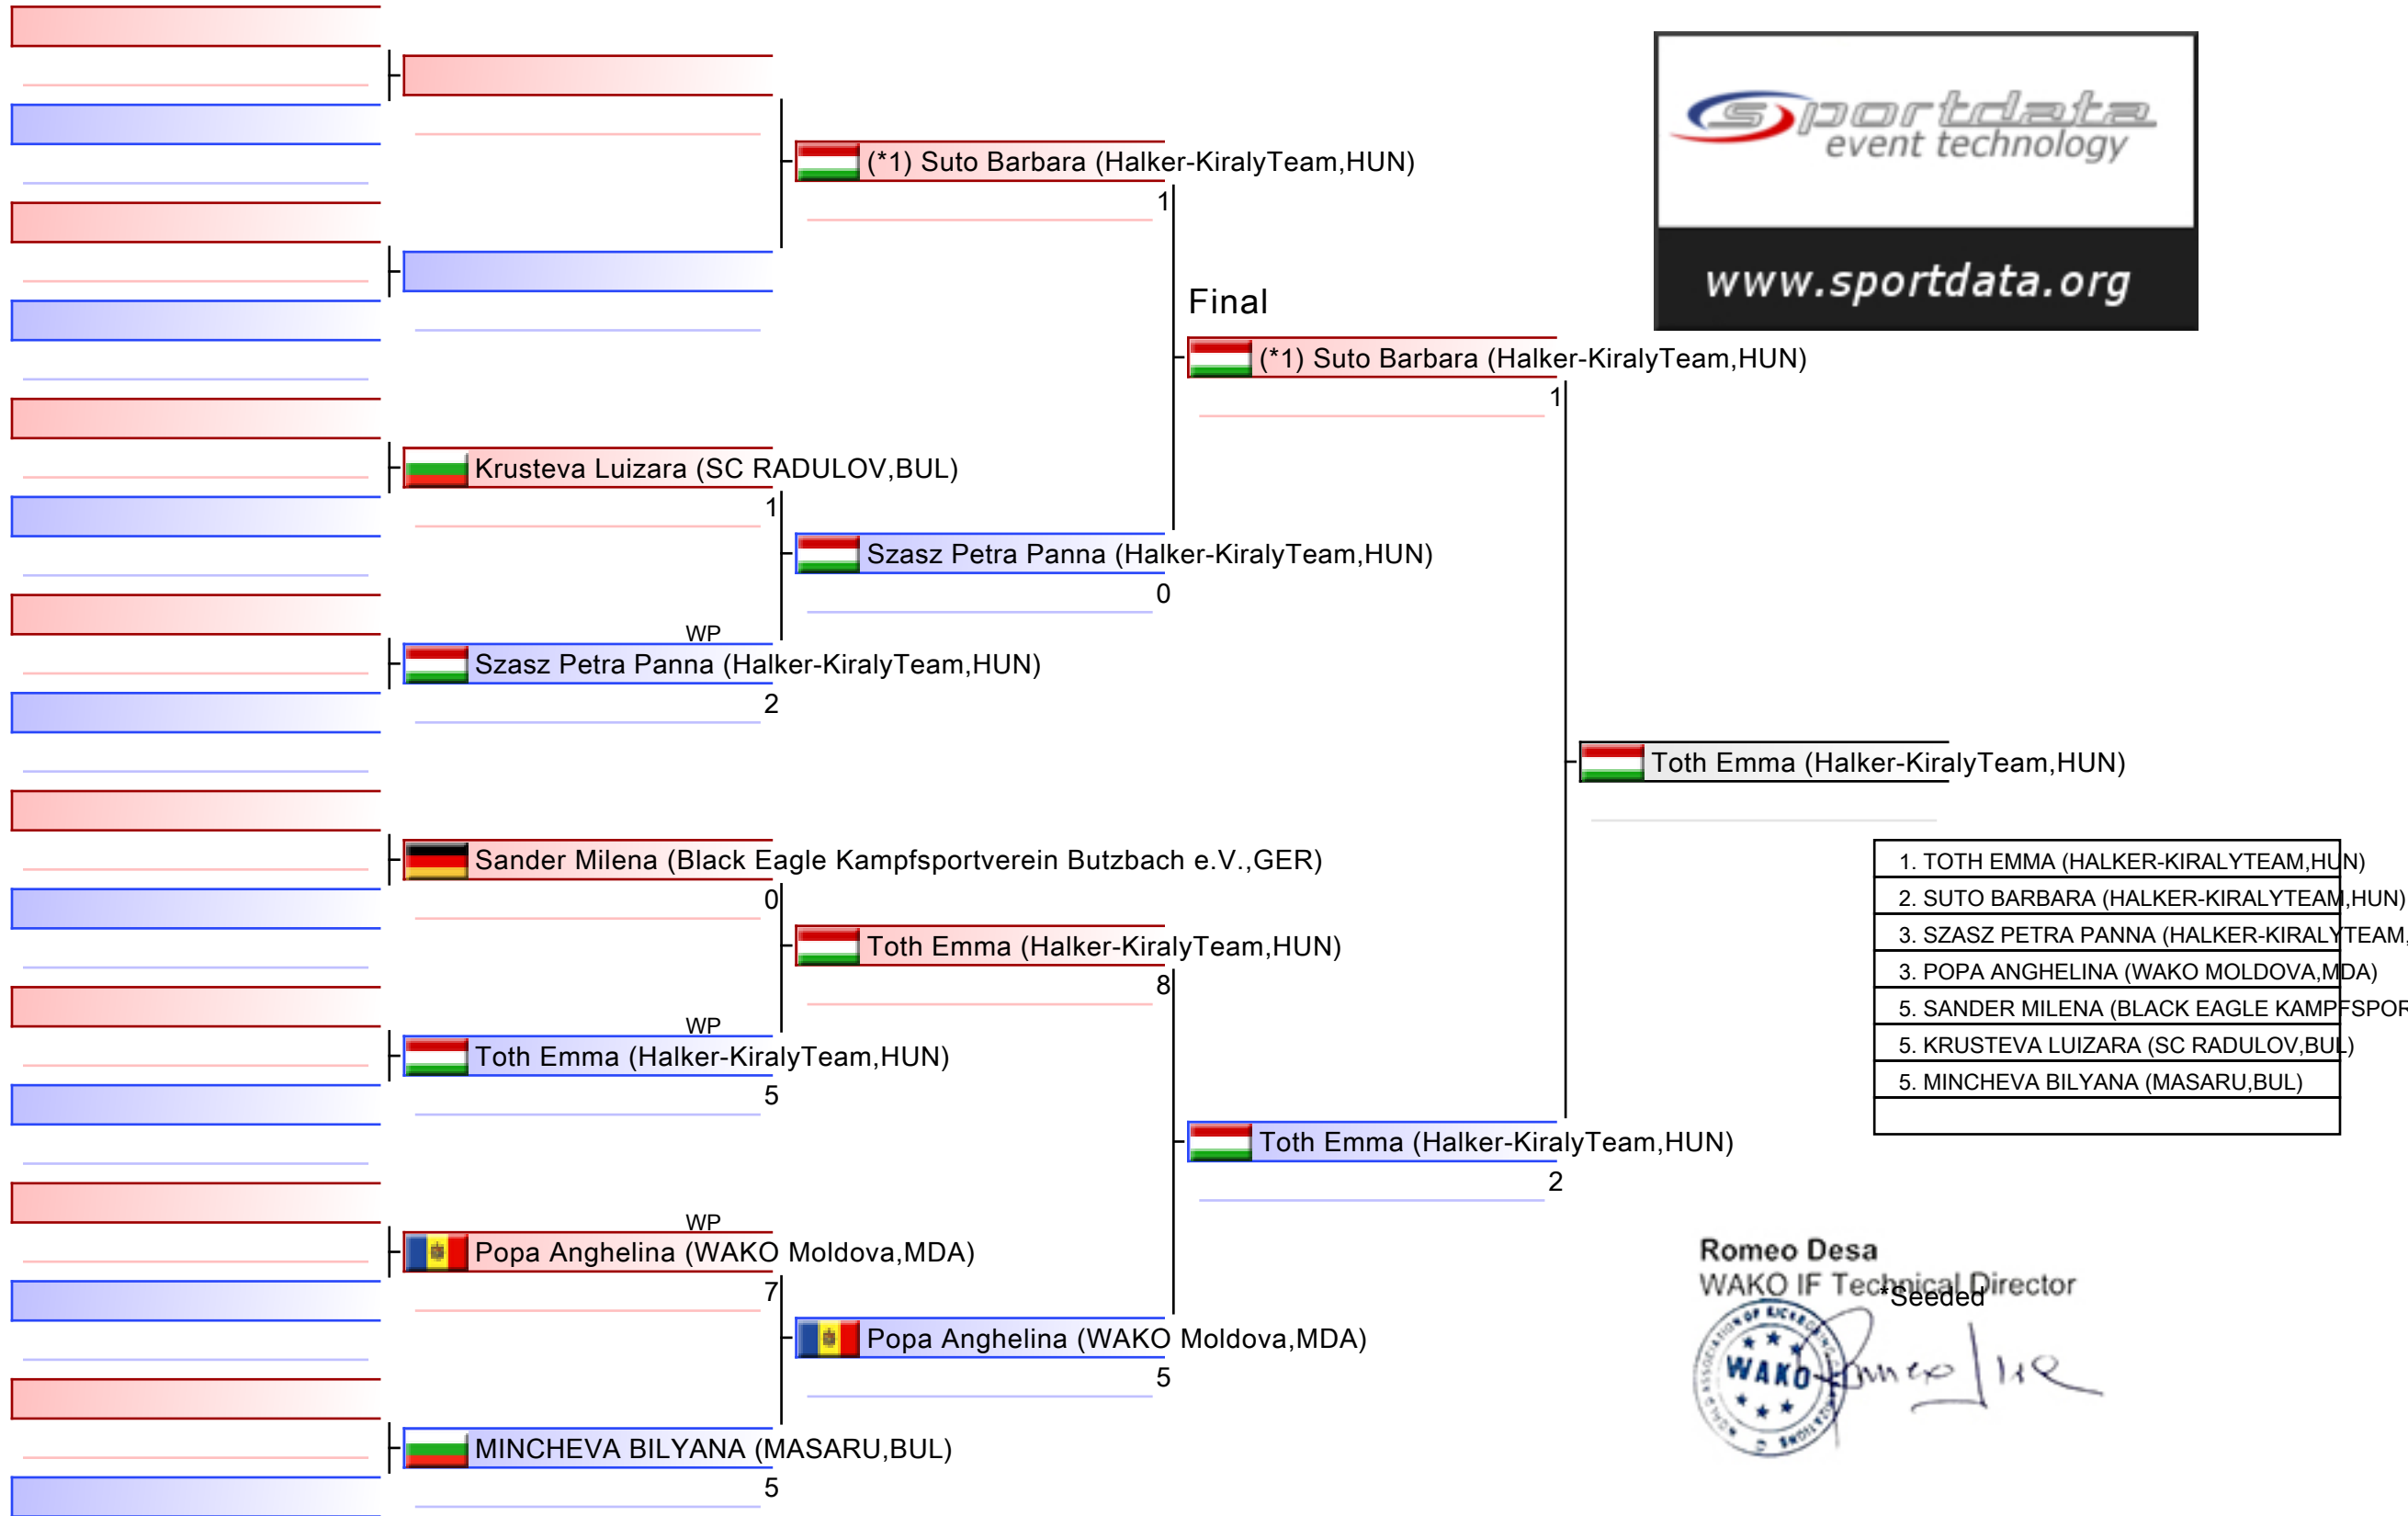 sportdata
event technology
www.sportdata.org
(*1) Suto Barbara (Halker-KiralyTeam,HUN)
1
Final
(*1) Suto Barbara (Halker-KiralyTeam,HUN)
1
Krusteva Luizara (SC RADULOV,BUL)
1
Szasz Petra Panna (Halker-KiralyTeam,HUN)
0
WP
Szasz Petra Panna (Halker-KiralyTeam,HUN)
2
Toth Emma (Halker-KiralyTeam,HUN)
Sander Milena (Black Eagle Kampfsportverein Butzbach e.V.,GER)
0
Toth Emma (Halker-KiralyTeam,HUN)
8
WP
Toth Emma (Halker-KiralyTeam,HUN)
5
Toth Emma (Halker-KiralyTeam,HUN)
2
WP
Popa Anghelina (WAKO Moldova,MDA)
7
Popa Anghelina (WAKO Moldova,MDA)
5
MINCHEVA BILYANA (MASARU,BUL)
5
1. TOTH EMMA (HALKER-KIRALYTEAM,HUN)
2. SUTO BARBARA (HALKER-KIRALYTEAM,HUN)
3. SZASZ PETRA PANNA (HALKER-KIRALYTEAM,
3. POPA ANGHELINA (WAKO MOLDOVA,MDA)
5. SANDER MILENA (BLACK EAGLE KAMPFSPOR
5. KRUSTEVA LUIZARA (SC RADULOV,BUL)
5. MINCHEVA BILYANA (MASARU,BUL)
Romeo Desa
WAKO IF Technical Director
*Seeded
WAKO